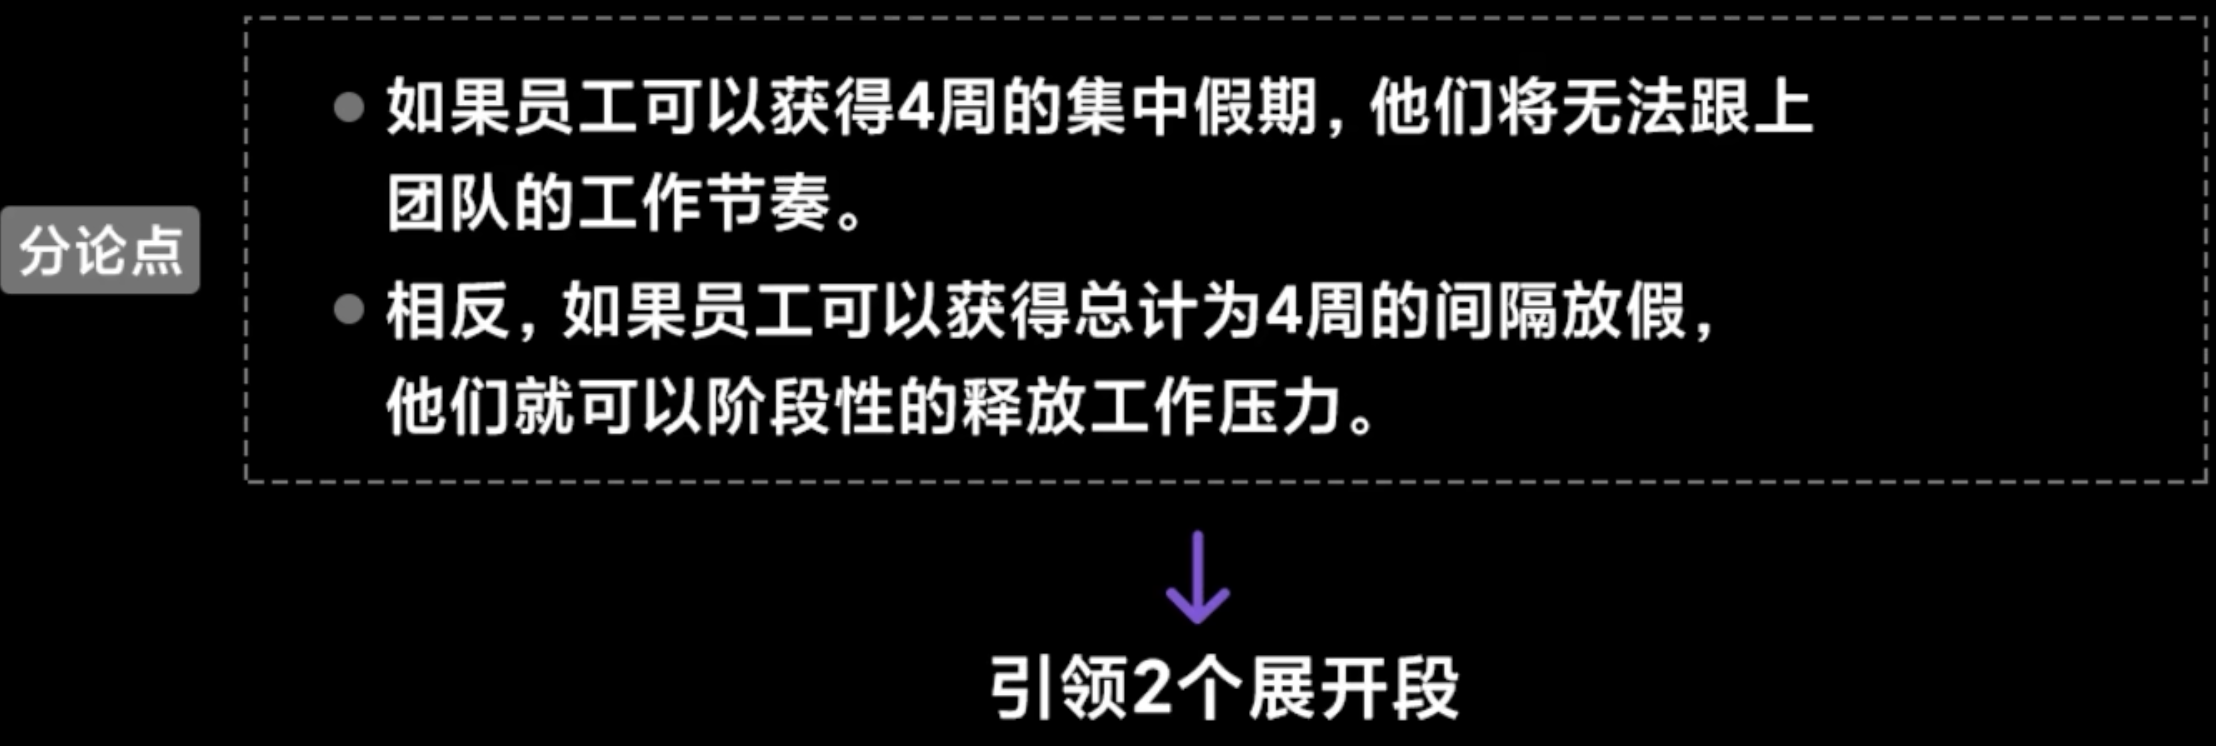 如果员工可以获得4周的集中假期，他们将无法跟上
团队的工作节奏。
分论点
相反，如果员工可以获得总计为4周的间隔放假，
他们就可以阶段性的释放工作压力。
引领2个展开段